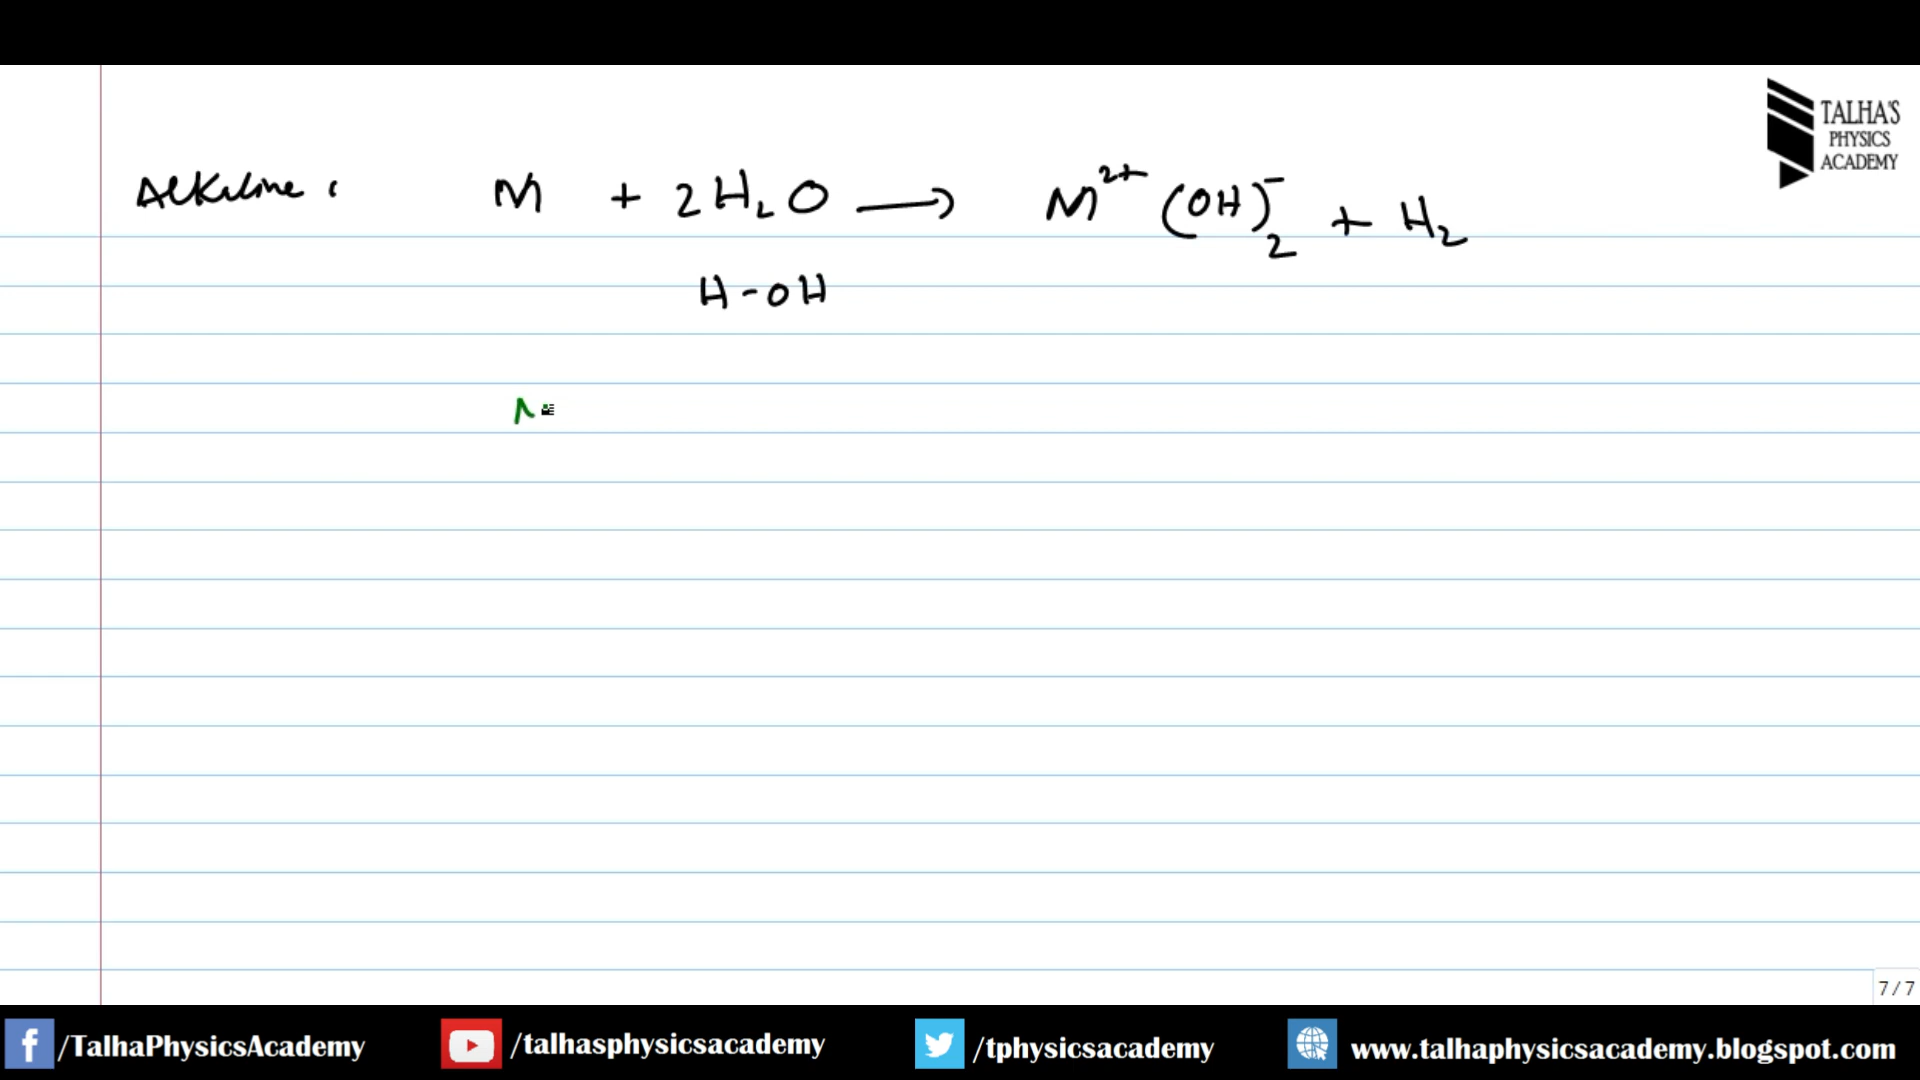 TALHA'S
PHYSICS
ACADEMY
Alkaline : M + 2H₂O → M²⁺(OH)⁻₂ + H₂
H-OH
7/7
/TalhaPhysicsAcademy /talhasphysicsacademy /tphysicsacademy www.talhaphysicsacademy.blogspot.com